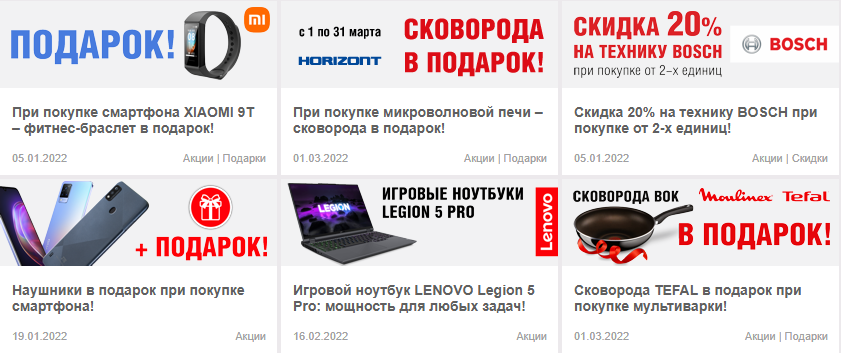 ПОДАРОК!
mi
с 1 по 31 марта
HORIZONT
СКОВОРОДА
В ПОДАРОК!
СКИДКА 20%
НА ТЕХНИКУ BOSCH
при покупке от 2-х единиц
BOSCH
При покупке смартфона XIAOMI 9T
– фитнес-браслет в подарок!
05.01.2022
Акции | Подарки
При покупке микроволновой печи –
сковорода в подарок!
01.03.2022
Акции | Подарки
Скидка 20% на технику BOSCH при
покупке от 2-х единиц!
05.01.2022
Акции | Скидки
+ ПОДАРОК!
ИГРОВЫЕ НОУТБУКИ
LEGION 5 PRO
LEGION
Lenovo
СКОВОРОДА ВОК
Moulinex Tefal
В ПОДАРОК!
Наушники в подарок при покупке
смартфона!
19.01.2022
Акции
Игровой ноутбук LENOVO Legion 5
Pro: мощность для любых задач!
16.02.2022
Акции
Сковорода TEFAL в подарок при
покупке мультиварки!
01.03.2022
Акции | Подарки